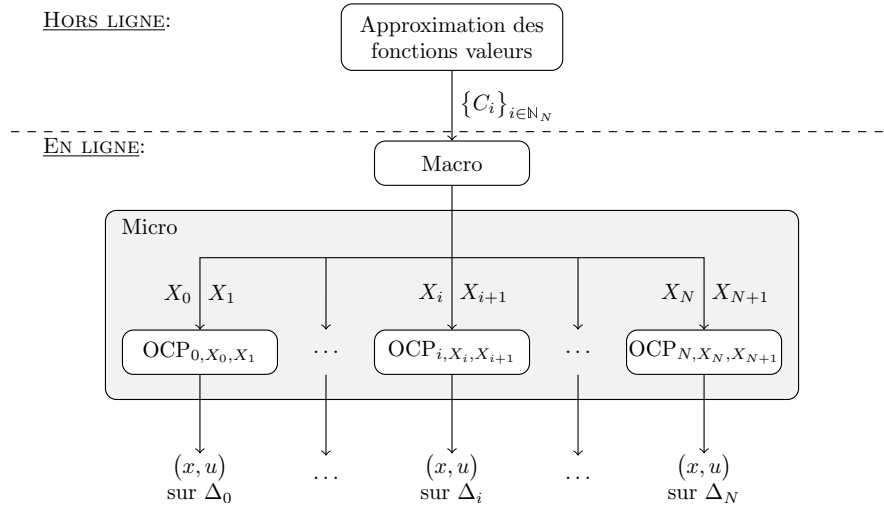 HORS LIGNE:
Approximation des
fonctions valeurs
{C_i}_{i∈ℕ_N}
EN LIGNE:
Macro
Micro
X_0 X_1 X_i X_{i+1} X_N X_{N+1}
OCP_{0,X_0,X_1} ... OCP_{i,X_i,X_{i+1}} ... OCP_{N,X_N,X_{N+1}}
(x, u) ... (x, u) ... (x, u)
sur Δ_0 sur Δ_i sur Δ_N